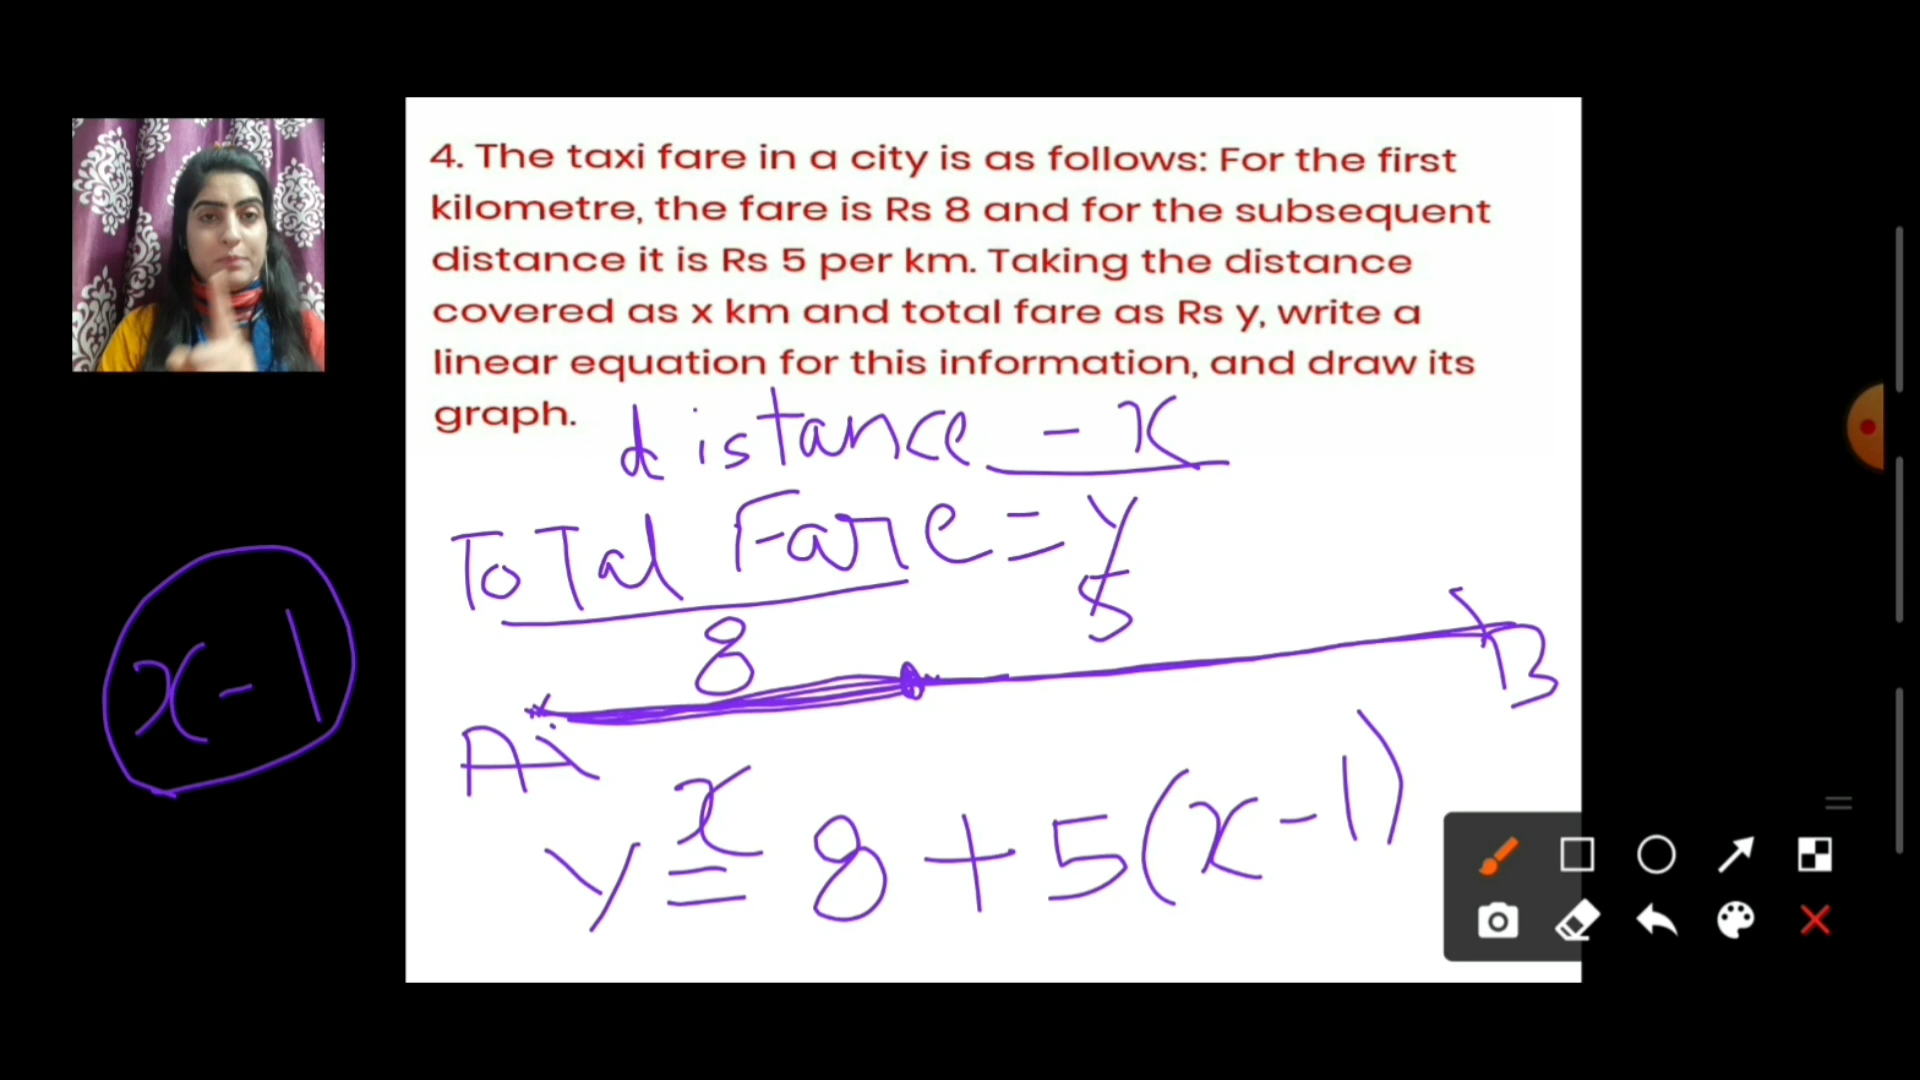 4. The taxi fare in a city is as follows: For the first
kilometre, the fare is Rs 8 and for the subsequent
distance it is Rs 5 per km. Taking the distance
covered as x km and total fare as Rs y, write a
linear equation for this information, and draw its
graph.
distance - x
Total Fare = y
8 5
A B
x
y = 8 + 5(x-1)
x-1